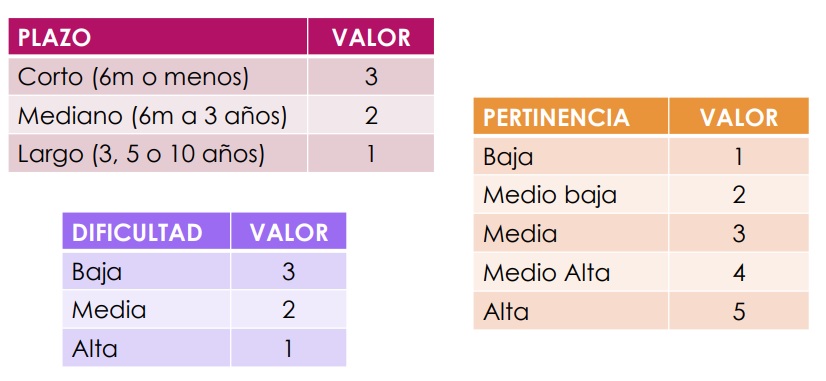 PLAZO VALOR
Corto (6m o menos) 3
Mediano (6m a 3 años) 2
Largo (3, 5 o 10 años) 1
DIFICULTAD VALOR
Baja 3
Media 2
Alta 1
PERTINENCIA VALOR
Baja 1
Medio baja 2
Media 3
Medio Alta 4
Alta 5